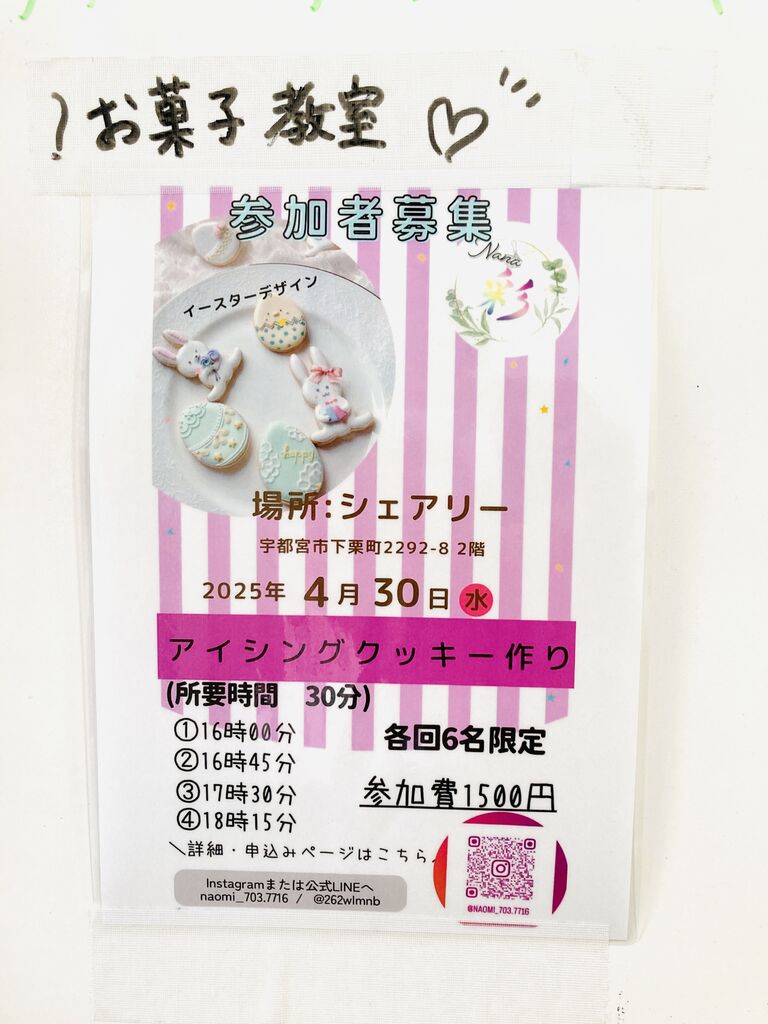 お菓子教室♡
参加者募集
Nana
彩
イースターデザイン
happy
場所:シェアリー
宇都宮市下栗町2292-8 2階
2025年 4月30日 水
アイシングクッキー作り
(所要時間 30分)
①16時00分
②16時45分
③17時30分
④18時15分
各回6名限定
参加費1500円
\詳細・申込みページはこちら
Instagramまたは公式LINEへ
naomi_703.7716 / @262wlmnb
@NAOMI_703.7716